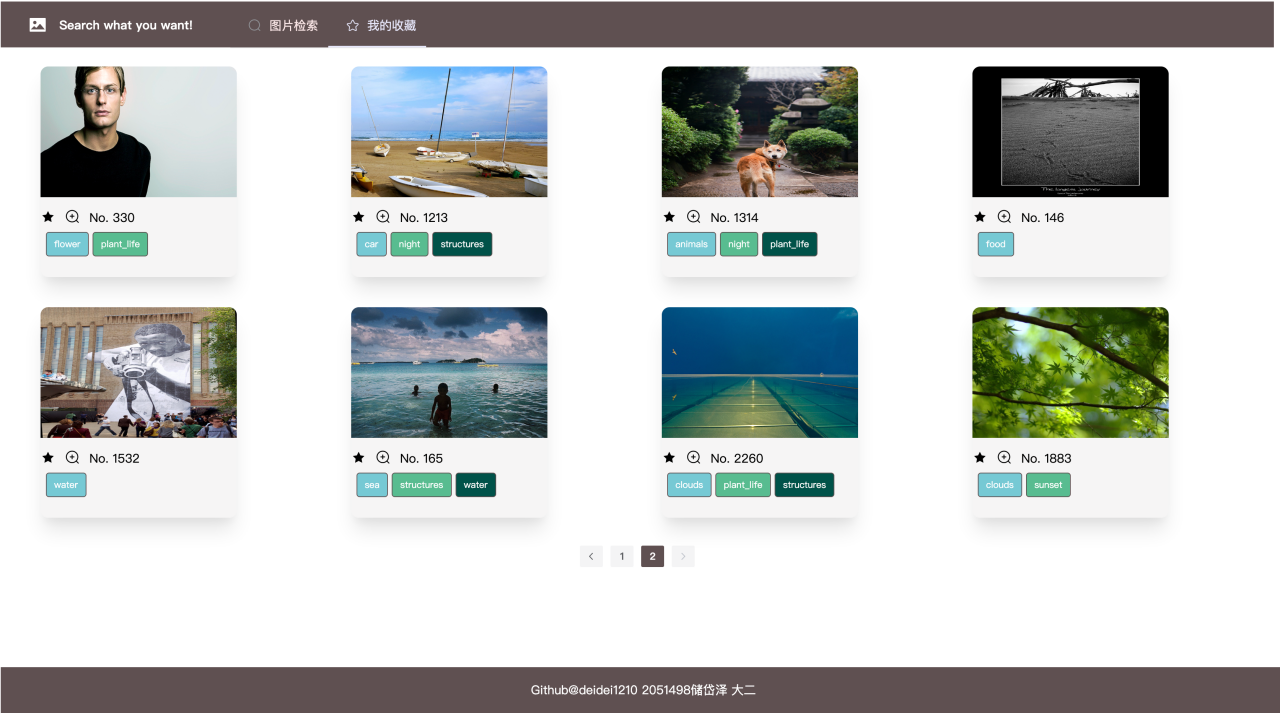 Search what you want! 图片检索 我的收藏
No. 330 No. 1213 No. 1314 No. 146
flower plant_life car night structures animals night plant_life food
No. 1532 No. 165 No. 2260 No. 1883
water sea structures water clouds plant_life structures clouds sunset
1 2
Github@deidei1210 2051498储岱泽 大二